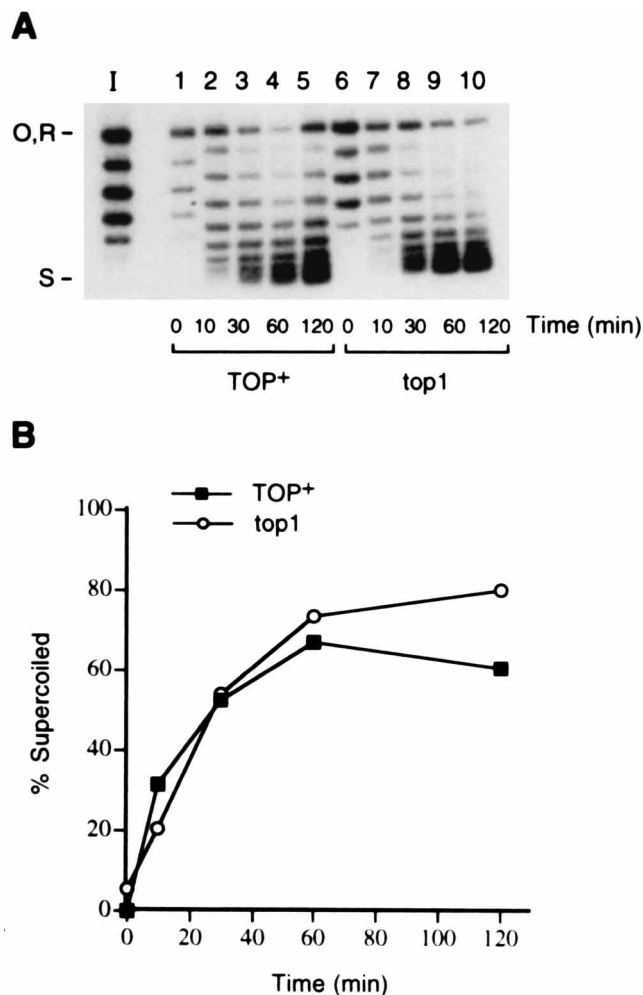 A
I 1 2 3 4 5 6 7 8 9 10
O,R -
S -
0 10 30 60 120 0 10 30 60 120 Time (min)
TOP+ top1
B
TOP+
top1
100
80
60
40
20
0
% Supercoiled
0 20 40 60 80 100 120
Time (min)